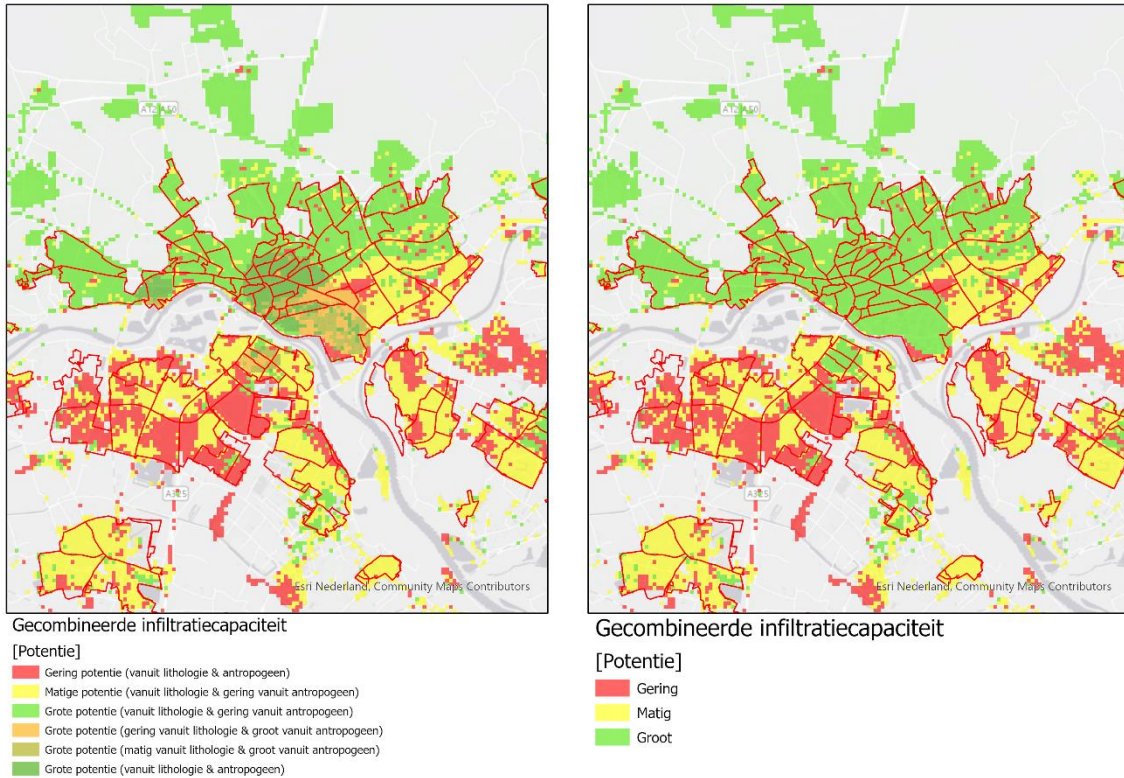 A12 A50
A325
Esri Nederland, Community Maps Contributors
Gecombineerde infiltratiecapaciteit
[Potentie]
Gering potentie (vanuit lithologie & antropogeen)
Matige potentie (vanuit lithologie & gering vanuit antropogeen)
Grote potentie (vanuit lithologie & gering vanuit antropogeen)
Grote potentie (gering vanuit lithologie & groot vanuit antropogeen)
Grote potentie (matig vanuit lithologie & groot vanuit antropogeen)
Grote potentie (vanuit lithologie & antropogeen)
A12 A50
A325
Esri Nederland, Community Maps Contributors
Gecombineerde infiltratiecapaciteit
[Potentie]
Gering
Matig
Groot